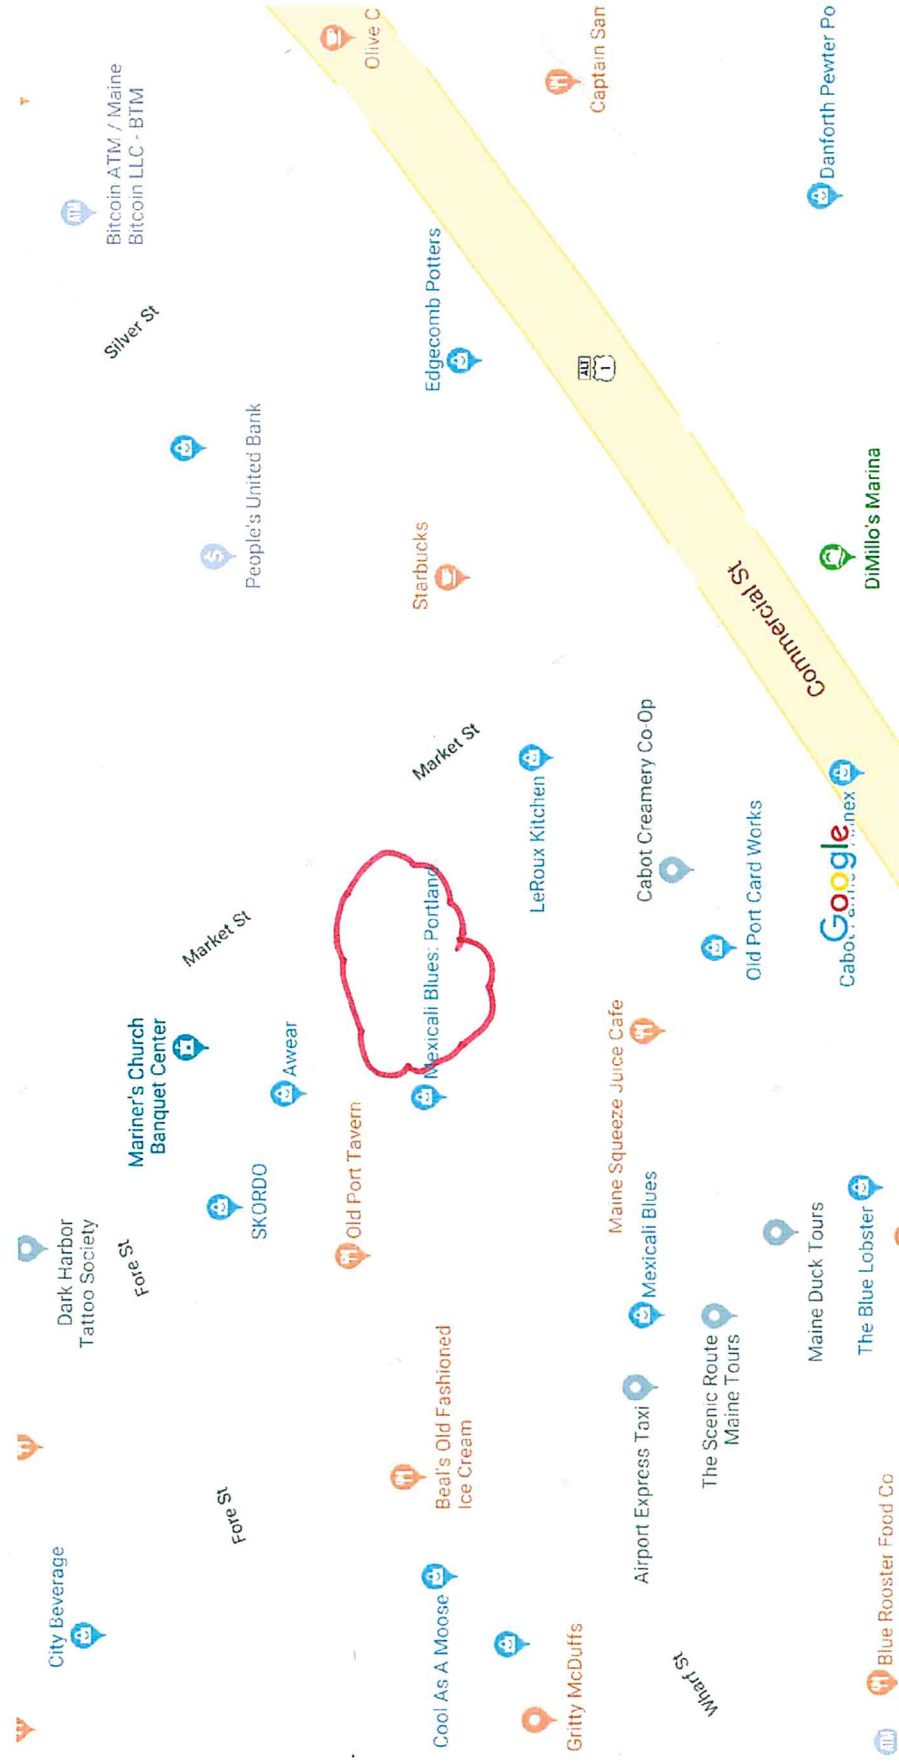 City Beverage
Dark Harbor
Tattoo Society
Bitcoin ATM / Maine
Bitcoin LLC - BTM
Fore St
Mariner's Church
Banquet Center
Silver St
Fore St
SKORDO
Market St
People's United Bank
Awear
Old Port Tavern
Olive C
Cool As A Moose
Beal's Old Fashioned
Ice Cream
Mexicali Blues: Portland
Market St
Starbucks
Edgecomb Potters
Gritty McDuffs
LeRoux Kitchen
ALT
1
Captain Sam
Maine Squeeze Juice Cafe
Airport Express Taxi
Mexicali Blues
Cabot Creamery Co-Op
Wharf St
The Scenic Route
Maine Tours
Old Port Card Works
Commercial St
Maine Duck Tours
Danforth Pewter Po
Google
The Blue Lobster
DiMillo's Marina
Blue Rooster Food Co